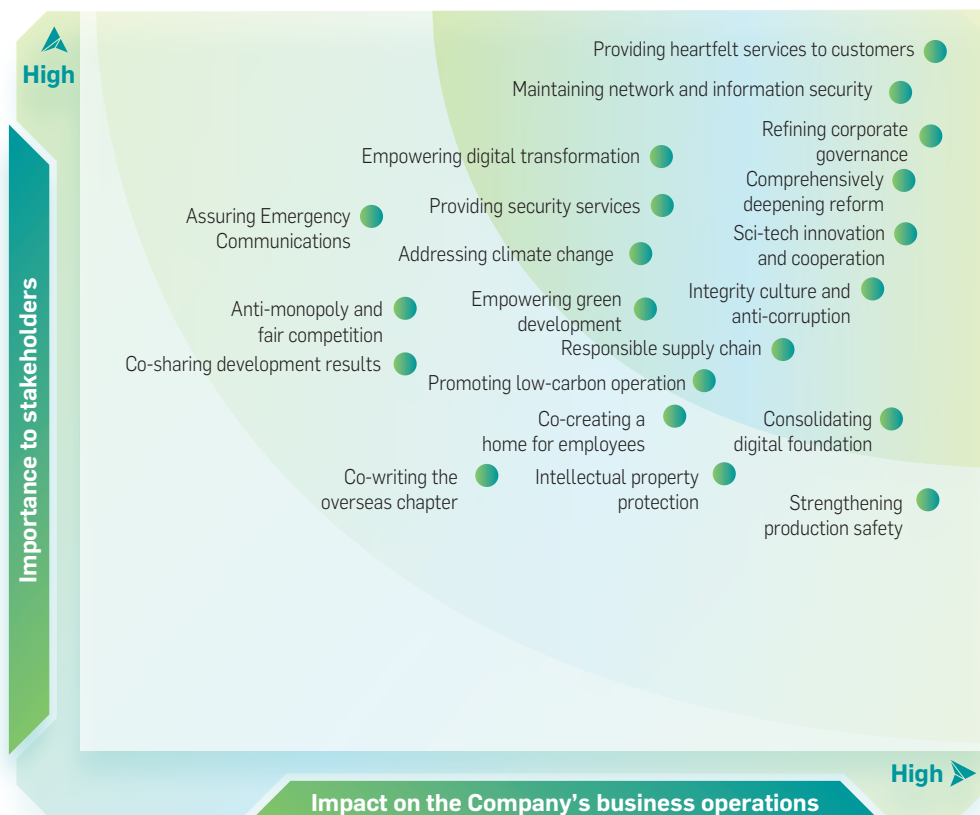 High
Providing heartfelt services to customers
Maintaining network and information security
Refining corporate
governance
Empowering digital transformation
Comprehensively
deepening reform
Providing security services
Assuring Emergency
Communications
Sci-tech innovation
and cooperation
Addressing climate change
Integrity culture and
anti-corruption
Empowering green
development
Anti-monopoly and
fair competition
Responsible supply chain
Co-sharing development results
Promoting low-carbon operation
Co-creating a
home for employees
Consolidating
digital foundation
Co-writing the
overseas chapter
Intellectual property
protection
Strengthening
production safety
Importance to stakeholders
High
Impact on the Company’s business operations